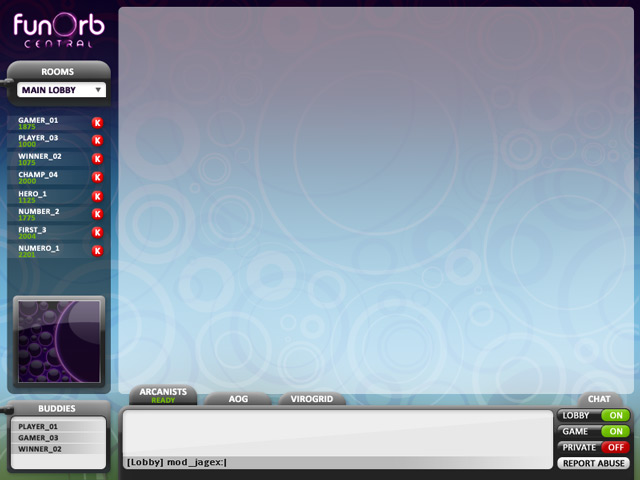 funOrb
CENTRAL
ROOMS
MAIN LOBBY
GAMER_01
1875
K
PLAYER_03
1000
K
WINNER_02
1075
K
CHAMP_04
2000
K
HERO_1
1125
K
NUMBER_2
1775
K
FIRST_3
2004
K
NUMERO_1
2201
K
BUDDIES
PLAYER_01
GAMER_03
WINNER_02
ARCANISTS
READY
AOG
VIROGRID
CHAT
[Lobby] mod_jagex:|
LOBBY ON
GAME ON
PRIVATE OFF
REPORT ABUSE